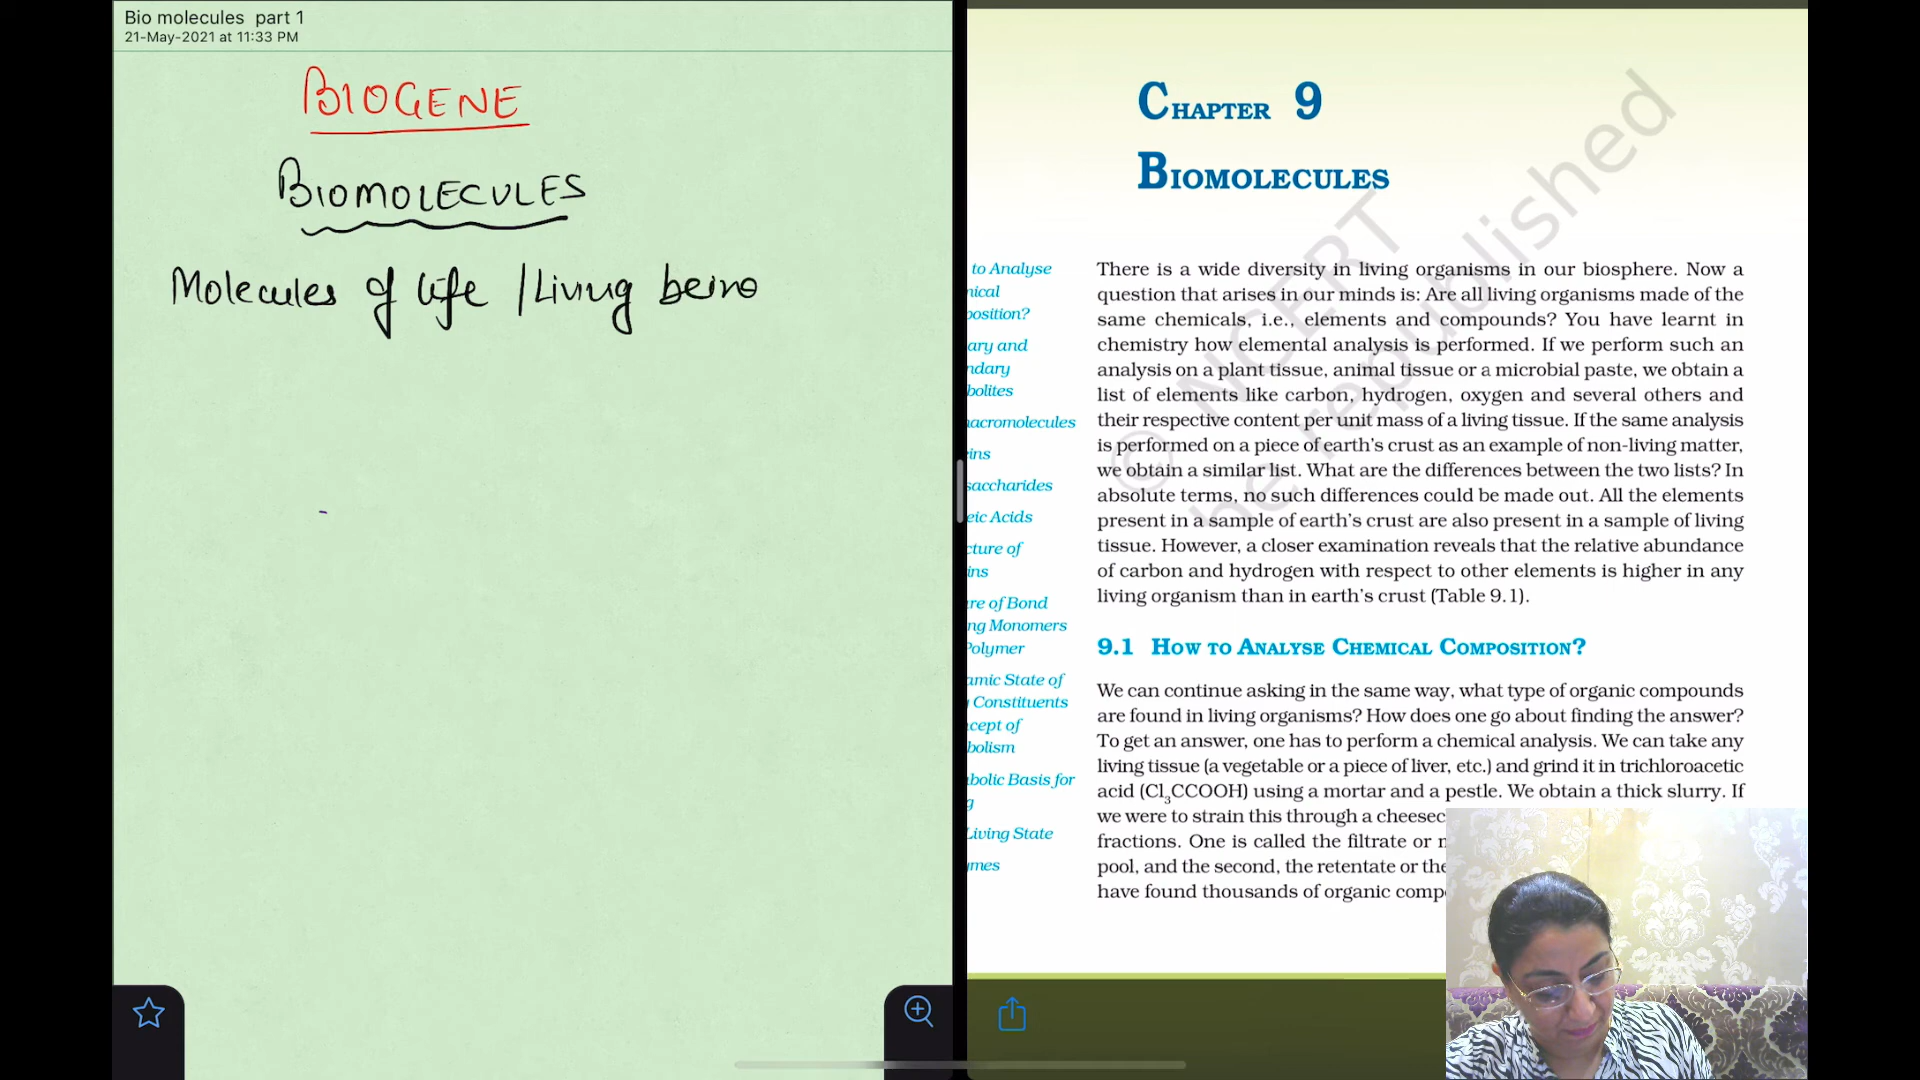 Bio molecules part 1
21-May-2021 at 11:33 PM
BIOGENE
BIOMOLECULES
Molecules of life / Living being
CHAPTER 9
BIOMOLECULES
to Analyse
nical
position?
ary and
ndary
bolites
acromolecules
ins
saccharides
eic Acids
cture of
ins
re of Bond
ng Monomers
Polymer
amic State of
Constituents
cept of
bolism
abolic Basis for
g
Living State
mes
There is a wide diversity in living organisms in our biosphere. Now a
question that arises in our minds is: Are all living organisms made of the
same chemicals, i.e., elements and compounds? You have learnt in
chemistry how elemental analysis is performed. If we perform such an
analysis on a plant tissue, animal tissue or a microbial paste, we obtain a
list of elements like carbon, hydrogen, oxygen and several others and
their respective content per unit mass of a living tissue. If the same analysis
is performed on a piece of earth's crust as an example of non-living matter,
we obtain a similar list. What are the differences between the two lists? In
absolute terms, no such differences could be made out. All the elements
present in a sample of earth's crust are also present in a sample of living
tissue. However, a closer examination reveals that the relative abundance
of carbon and hydrogen with respect to other elements is higher in any
living organism than in earth's crust (Table 9.1).
9.1 HOW TO ANALYSE CHEMICAL COMPOSITION?
We can continue asking in the same way, what type of organic compounds
are found in living organisms? How does one go about finding the answer?
To get an answer, one has to perform a chemical analysis. We can take any
living tissue (a vegetable or a piece of liver, etc.) and grind it in trichloroacetic
acid (Cl₃CCOOH) using a mortar and a pestle. We obtain a thick slurry. If
we were to strain this through a cheesec
fractions. One is called the filtrate or
pool, and the second, the retentate or the
have found thousands of organic comp
© NCERT
be republished